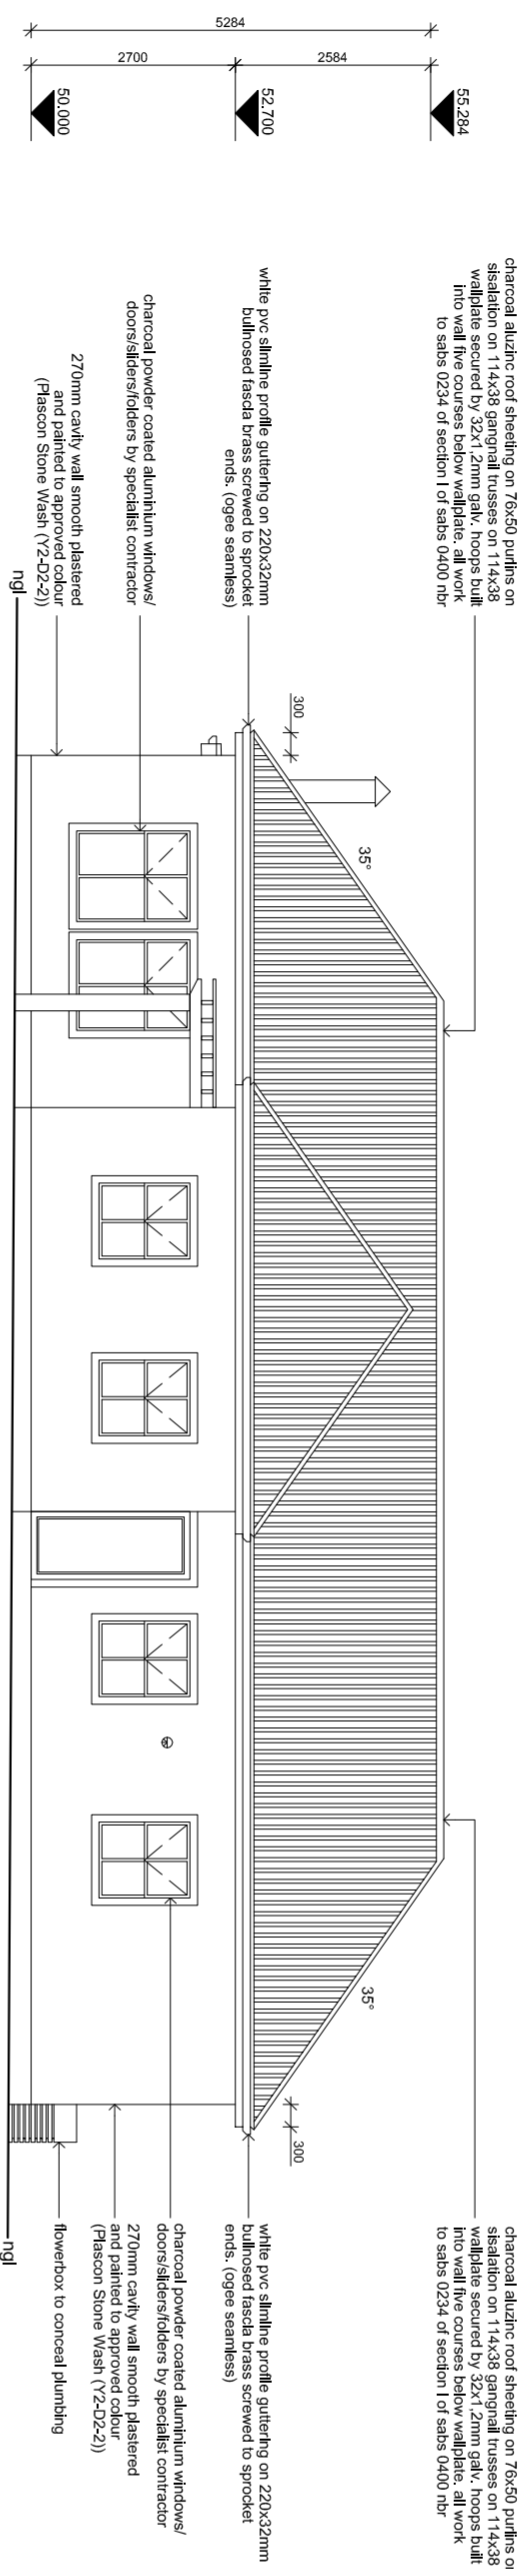 5284
2700
2584
55.284
52.700
50.000
charcoal aluzinc roof sheeting on 76x50 purlins on
sisalation on 114x38 gangnail trusses on 114x38
wallplate secured by 32x1,2mm galv. hoops built
into wall five courses below wallplate. all work
to sabs 0234 of section I of sabs 0400 nbr
white pvc slimline profile guttering on 220x32mm
bullnosed fascia brass screwed to sprocket
ends. (ogee seamless)
charcoal powder coated aluminium windows/
doors/sliders/folders by specialist contractor
270mm cavity wall smooth plastered
and painted to approved colour
(Plascon Stone Wash (Y2-D2-2))
ngl
300
35°
35°
300
charcoal aluzinc roof sheeting on 76x50 purlins
sisalation on 114x38 gangnail trusses on 114x38
wallplate secured by 32x1,2mm galv. hoops built
into wall five courses below wallplate. all work
to sabs 0234 of section I of sabs 0400 nbr
white pvc slimline profile guttering on 220x32mm
bullnosed fascia brass screwed to sprocket
ends. (ogee seamless)
charcoal powder coated aluminium windows/
doors/sliders/folders by specialist contractor
270mm cavity wall smooth plastered
and painted to approved colour
(Plascon Stone Wash (Y2-D2-2))
flowerbox to conceal plumbing
ngl